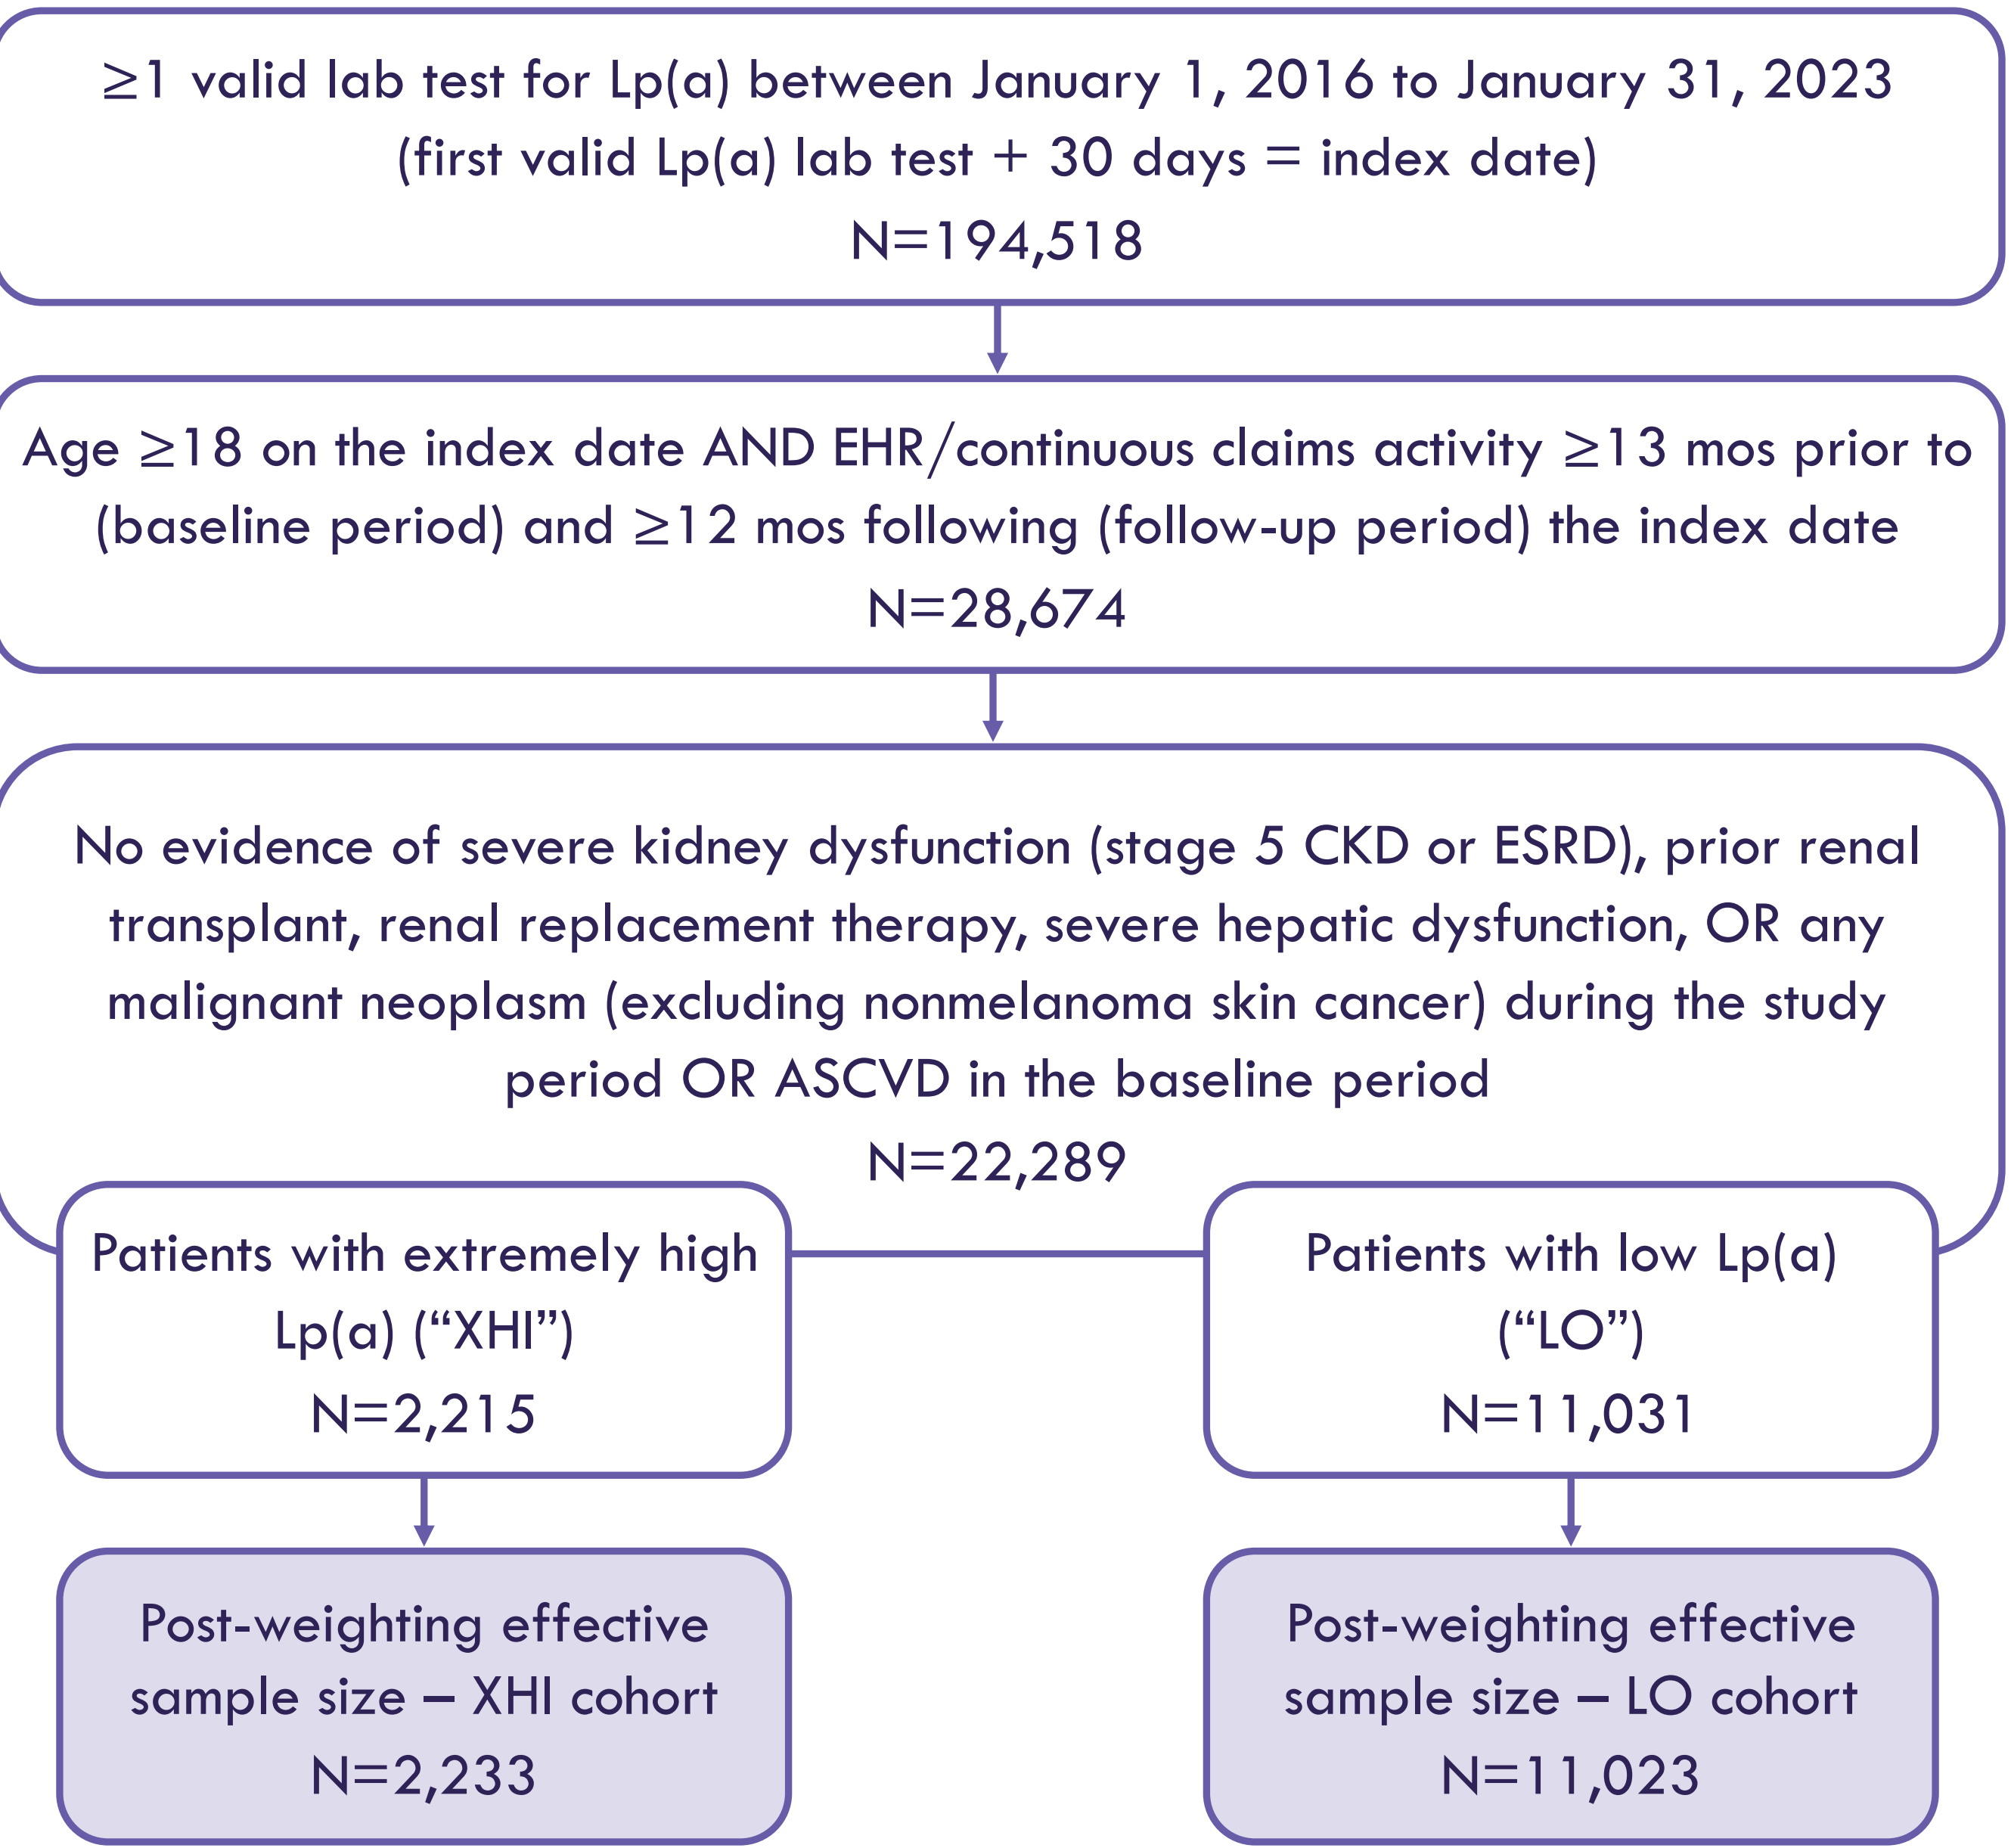 ≥1 valid lab test for Lp(a) between January 1, 2016 to January 31, 2023
(first valid Lp(a) lab test + 30 days = index date)
N=194,518
Age ≥18 on the index date AND EHR/continuous claims activity ≥13 mos prior to
(baseline period) and ≥12 mos following (follow-up period) the index date
N=28,674
No evidence of severe kidney dysfunction (stage 5 CKD or ESRD), prior renal
transplant, renal replacement therapy, severe hepatic dysfunction, OR any
malignant neoplasm (excluding nonmelanoma skin cancer) during the study
period OR ASCVD in the baseline period
N=22,289
Patients with extremely high
Lp(a) (“XHI”)
N=2,215
Patients with low Lp(a)
(“LO”)
N=11,031
Post-weighting effective
sample size – XHI cohort
N=2,233
Post-weighting effective
sample size – LO cohort
N=11,023